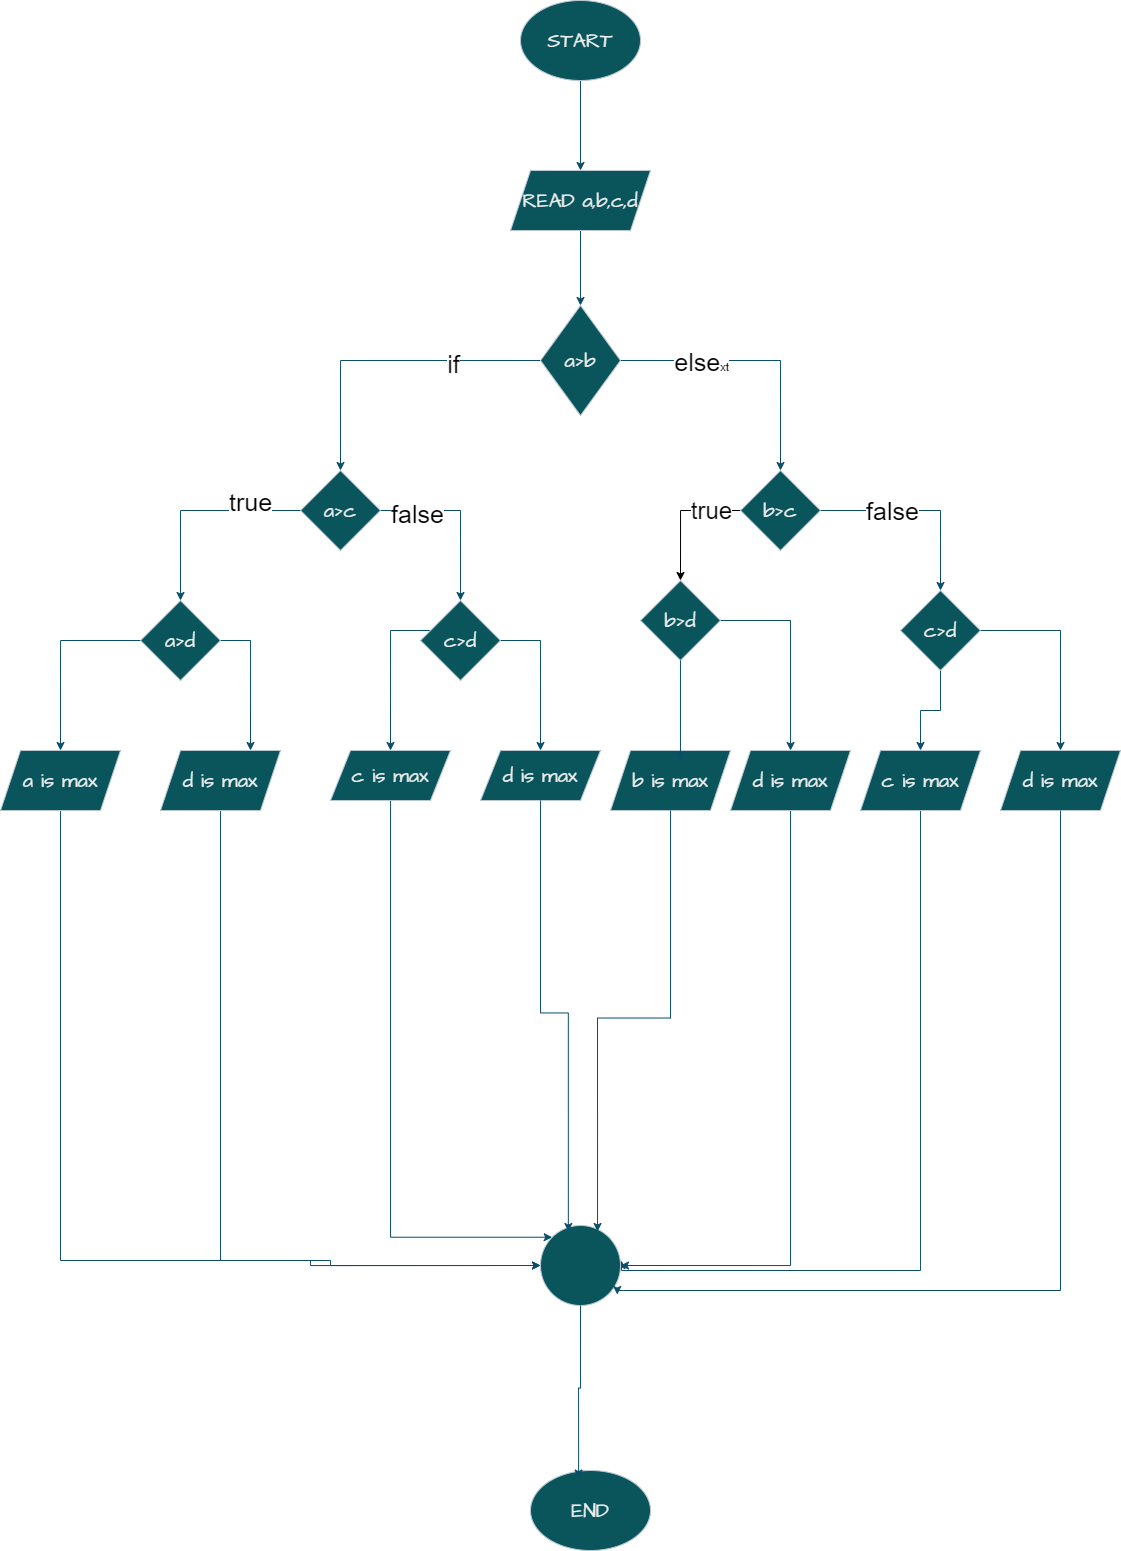 START
READ a,b,c,d
a>b
if
elsext
a>c
true
false
b>c
true
false
a>d
c>d
b>d
c>d
a is max
d is max
c is max
d is max
b is max
d is max
c is max
d is max
END